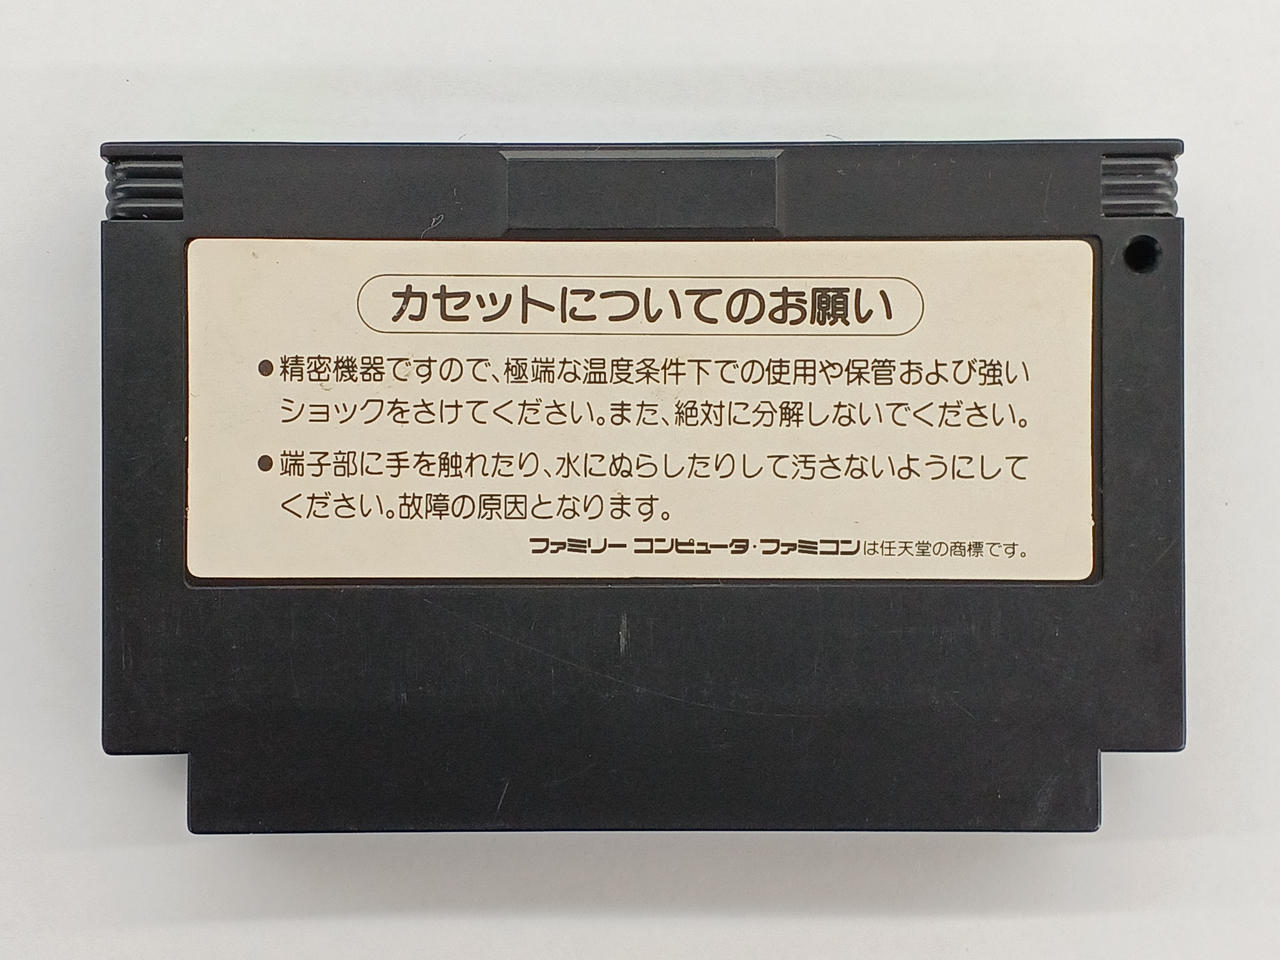 カセットについてのお願い
●精密機器ですので、極端な温度条件下での使用や保管および強い
ショックをさけてください。また、絶対に分解しないでください。
●端子部に手を触れたり、水にぬらしたりして汚さないようにして
ください。故障の原因となります。
ファミリーコンピュータ・ファミコンは任天堂の商標です。